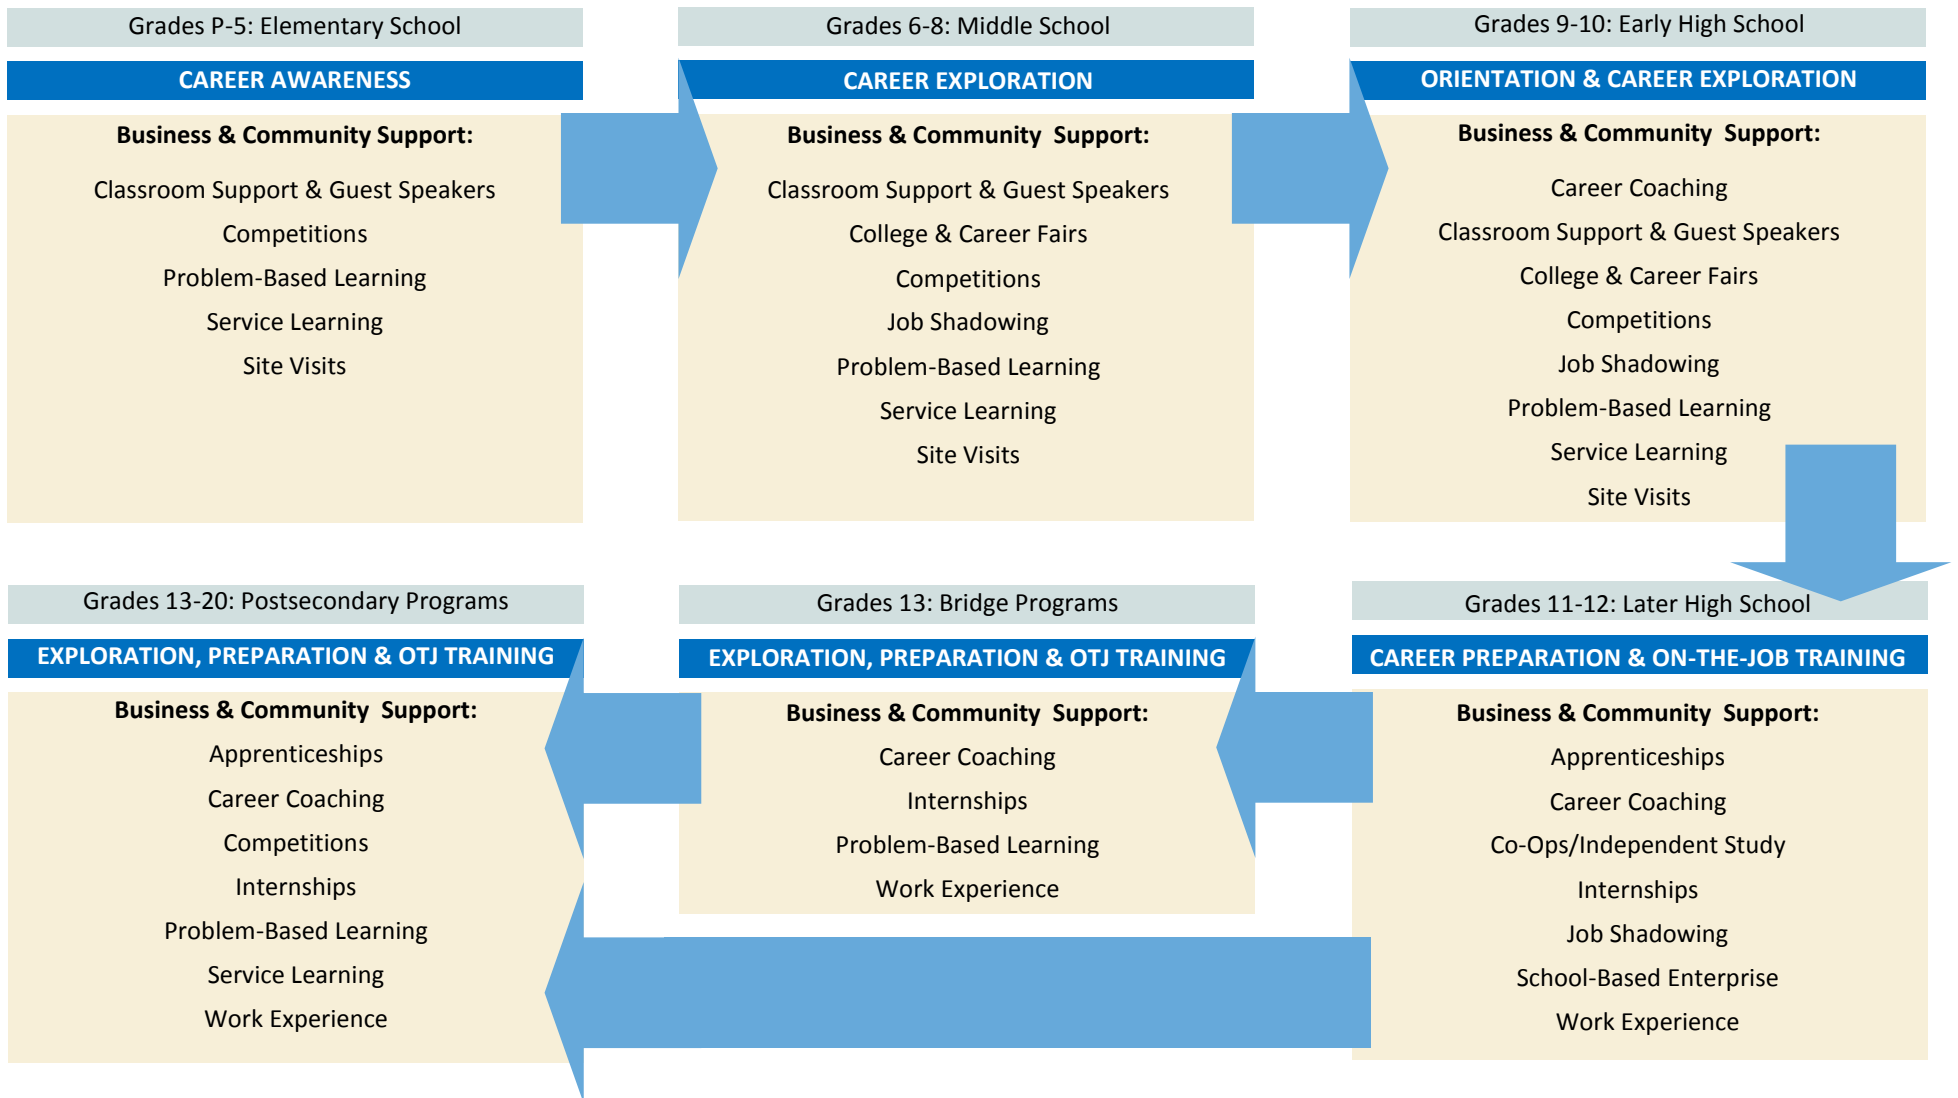 Grades P-5: Elementary School
CAREER AWARENESS
Business & Community Support:
Classroom Support & Guest Speakers
Competitions
Problem-Based Learning
Service Learning
Site Visits
Grades 6-8: Middle School
CAREER EXPLORATION
Business & Community Support:
Classroom Support & Guest Speakers
College & Career Fairs
Competitions
Job Shadowing
Problem-Based Learning
Service Learning
Site Visits
Grades 9-10: Early High School
ORIENTATION & CAREER EXPLORATION
Business & Community Support:
Career Coaching
Classroom Support & Guest Speakers
College & Career Fairs
Competitions
Job Shadowing
Problem-Based Learning
Service Learning
Site Visits
Grades 11-12: Later High School
CAREER PREPARATION & ON-THE-JOB TRAINING
Business & Community Support:
Apprenticeships
Career Coaching
Co-Ops/Independent Study
Internships
Job Shadowing
School-Based Enterprise
Work Experience
Grades 13: Bridge Programs
EXPLORATION, PREPARATION & OTJ TRAINING
Business & Community Support:
Career Coaching
Internships
Problem-Based Learning
Work Experience
Grades 13-20: Postsecondary Programs
EXPLORATION, PREPARATION & OTJ TRAINING
Business & Community Support:
Apprenticeships
Career Coaching
Competitions
Internships
Problem-Based Learning
Service Learning
Work Experience